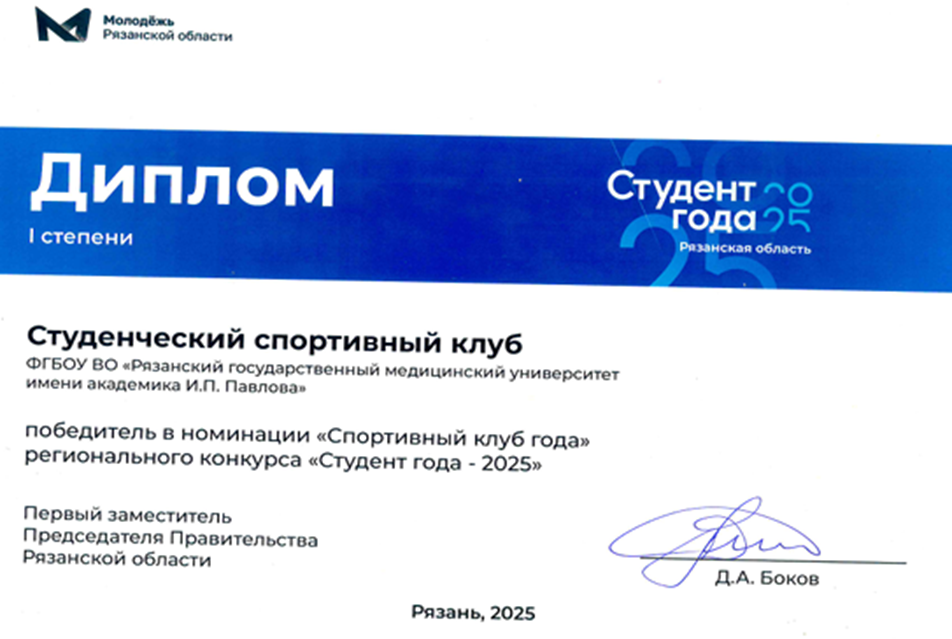 Молодёжь
Рязанской области
Диплом
I степени
Студент 20
года 25
Рязанская область
Студенческий спортивный клуб
ФГБОУ ВО «Рязанский государственный медицинский университет
имени академика И.П. Павлова»
победитель в номинации «Спортивный клуб года»
регионального конкурса «Студент года - 2025»
Первый заместитель
Председателя Правительства
Рязанской области
Д.А. Боков
Рязань, 2025